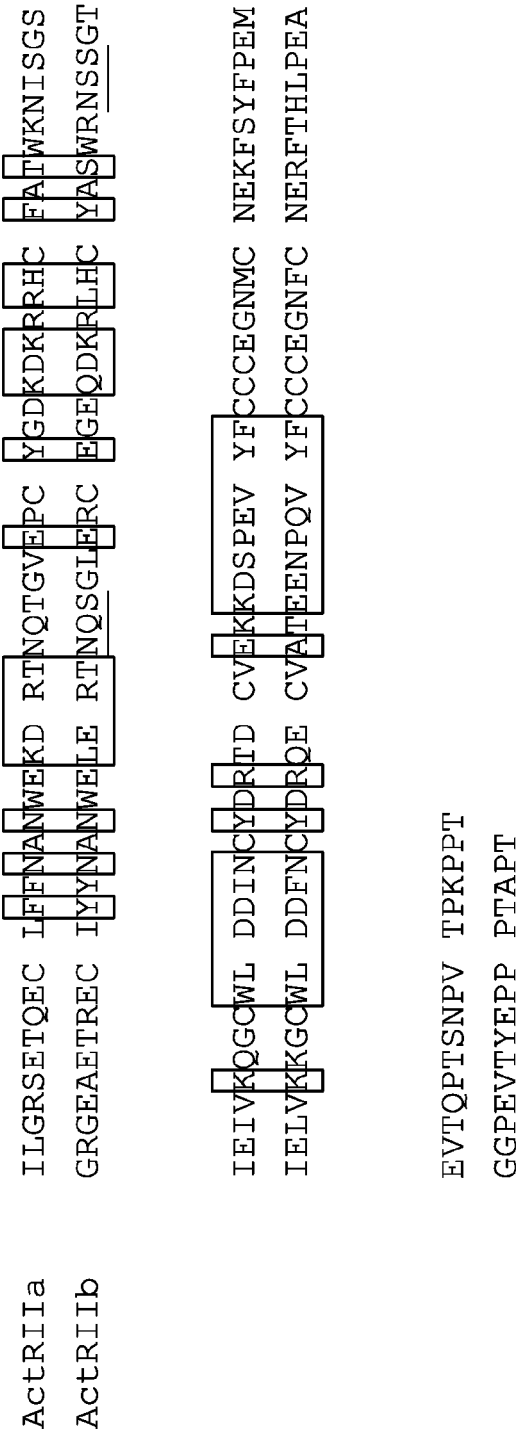 ActRIIa ILGRSETQEC LFFNANWEKD RTNQTGVEPC YGDKDKRRHC FATWKNISGS
ActRIIb GRGEAETREC IYYNANWELE RTNQSGLERC EGEQDKRLHC YASWRNSSGT
IEIVKQGCWL DDINCYDRTD CVEKKDSPEV YFCCCEGNMC NEKFSYFPEM
IELVKKGCWL DDFNCYDRQE CVATEENPQV YFCCCEGNFC NERFTHLPEA
EVTQPTSNPV TPKPPT
GGPEVTYEPP PTAPT